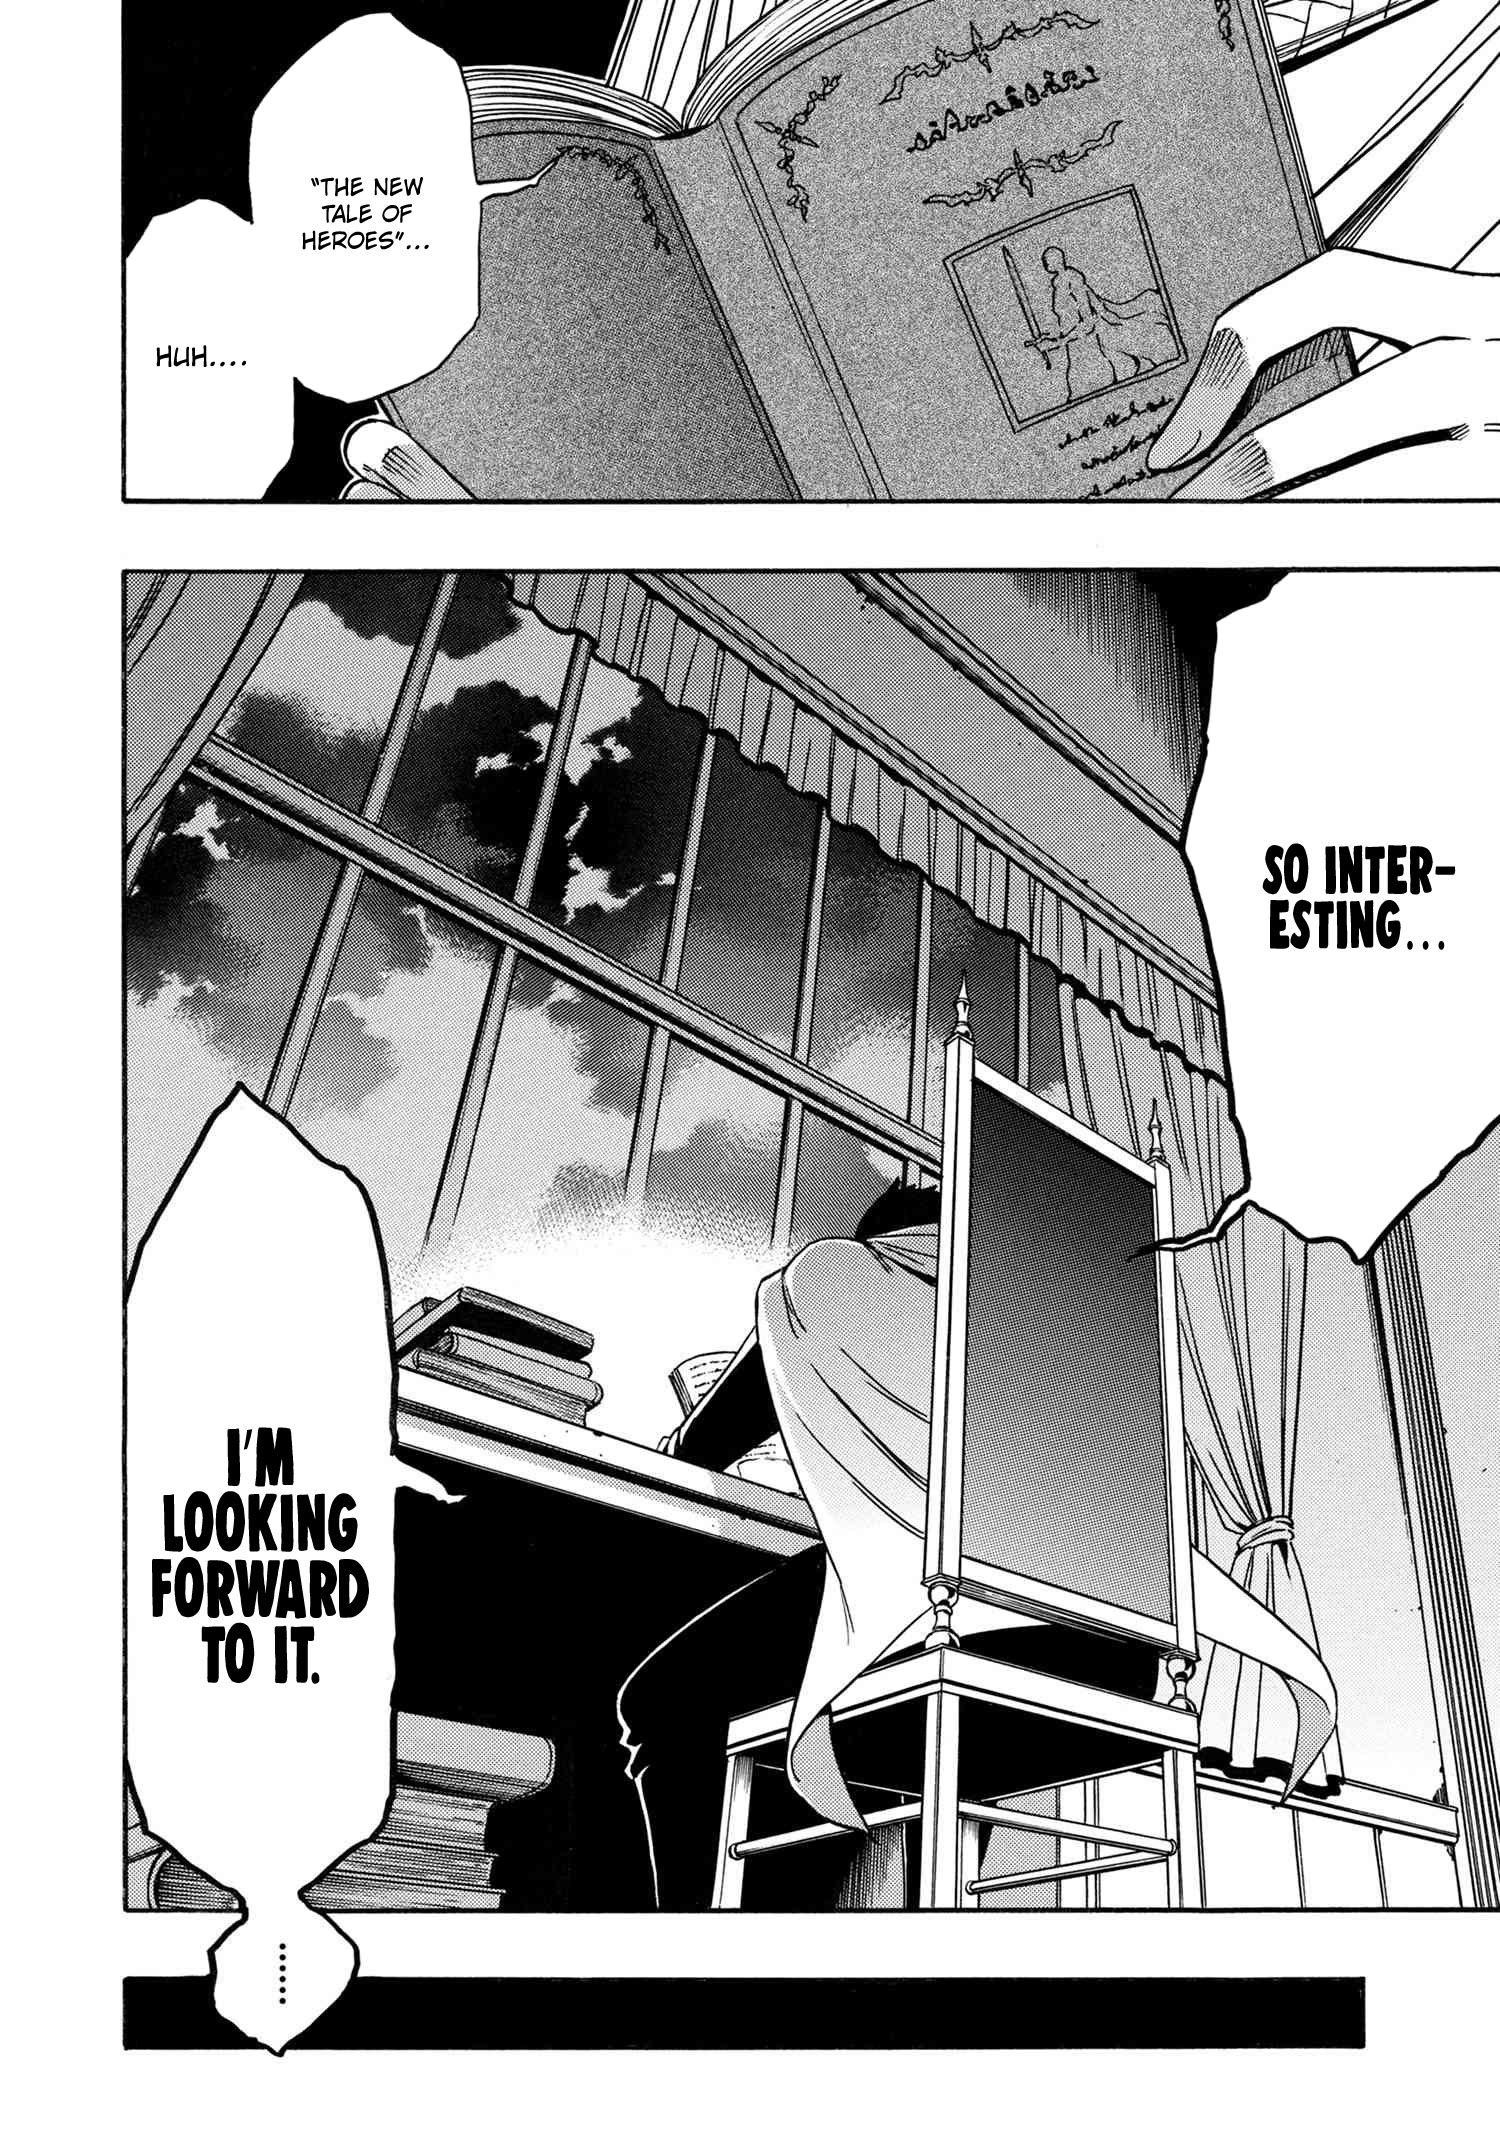 "THE NEW
TALE OF
HEROES"...
HUH....
SO INTER-
ESTING...
I'M
LOOKING
FORWARD
TO IT.
......